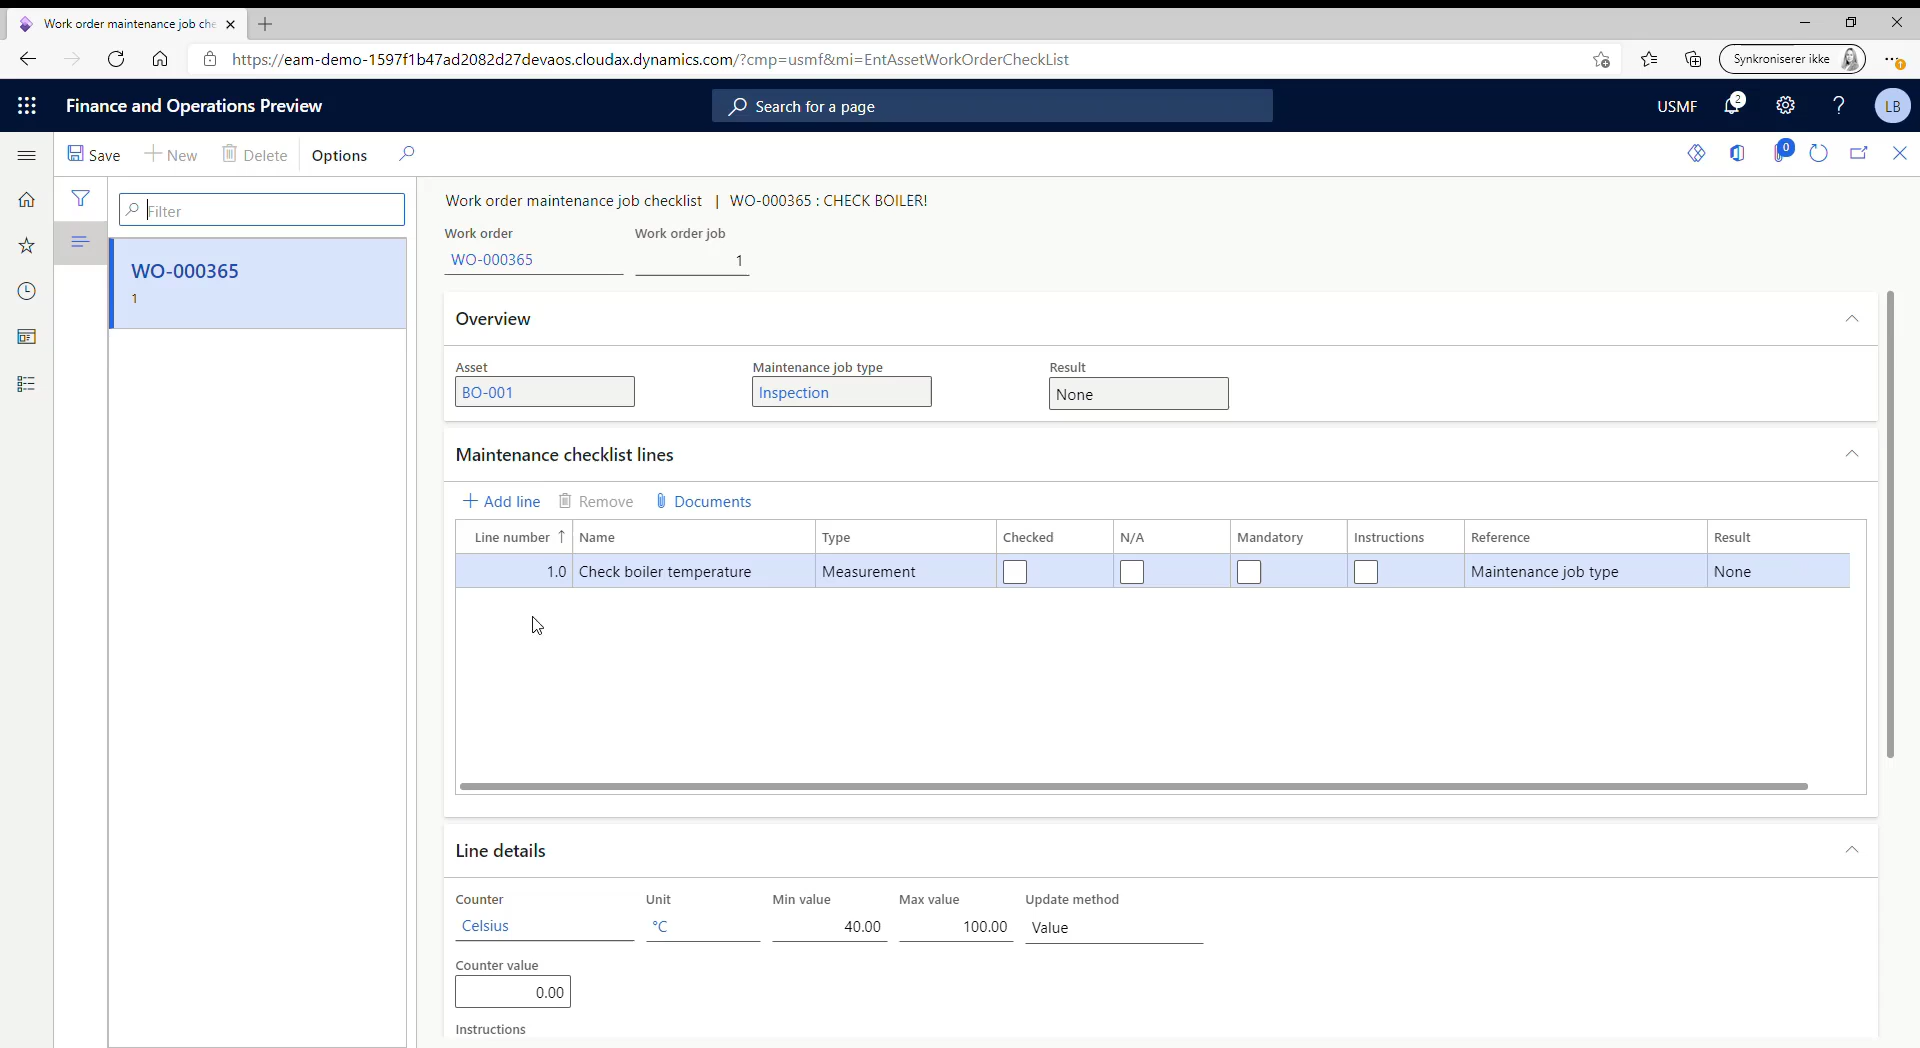 Work order maintenance job che
https://eam-demo-1597f1b47ad2082d27devaos.cloudax.dynamics.com/?cmp=usmf&mi=EntAssetWorkOrderCheckList
Synkroniserer ikke
Finance and Operations Preview
Search for a page
USMF
2
?
LB
Save
New
Delete
Options
0
Filter
WO-000365
1
Work order maintenance job checklist | WO-000365 : CHECK BOILER!
Work order
Work order job
WO-000365
1
Overview
Asset
Maintenance job type
Result
BO-001
Inspection
None
Maintenance checklist lines
Add line
Remove
Documents
Line number ↑ Name Type Checked N/A Mandatory Instructions Reference Result
1.0 Check boiler temperature Measurement Maintenance job type None
Line details
Counter Unit Min value Max value Update method
Celsius °C 40.00 100.00 Value
Counter value
0.00
Instructions